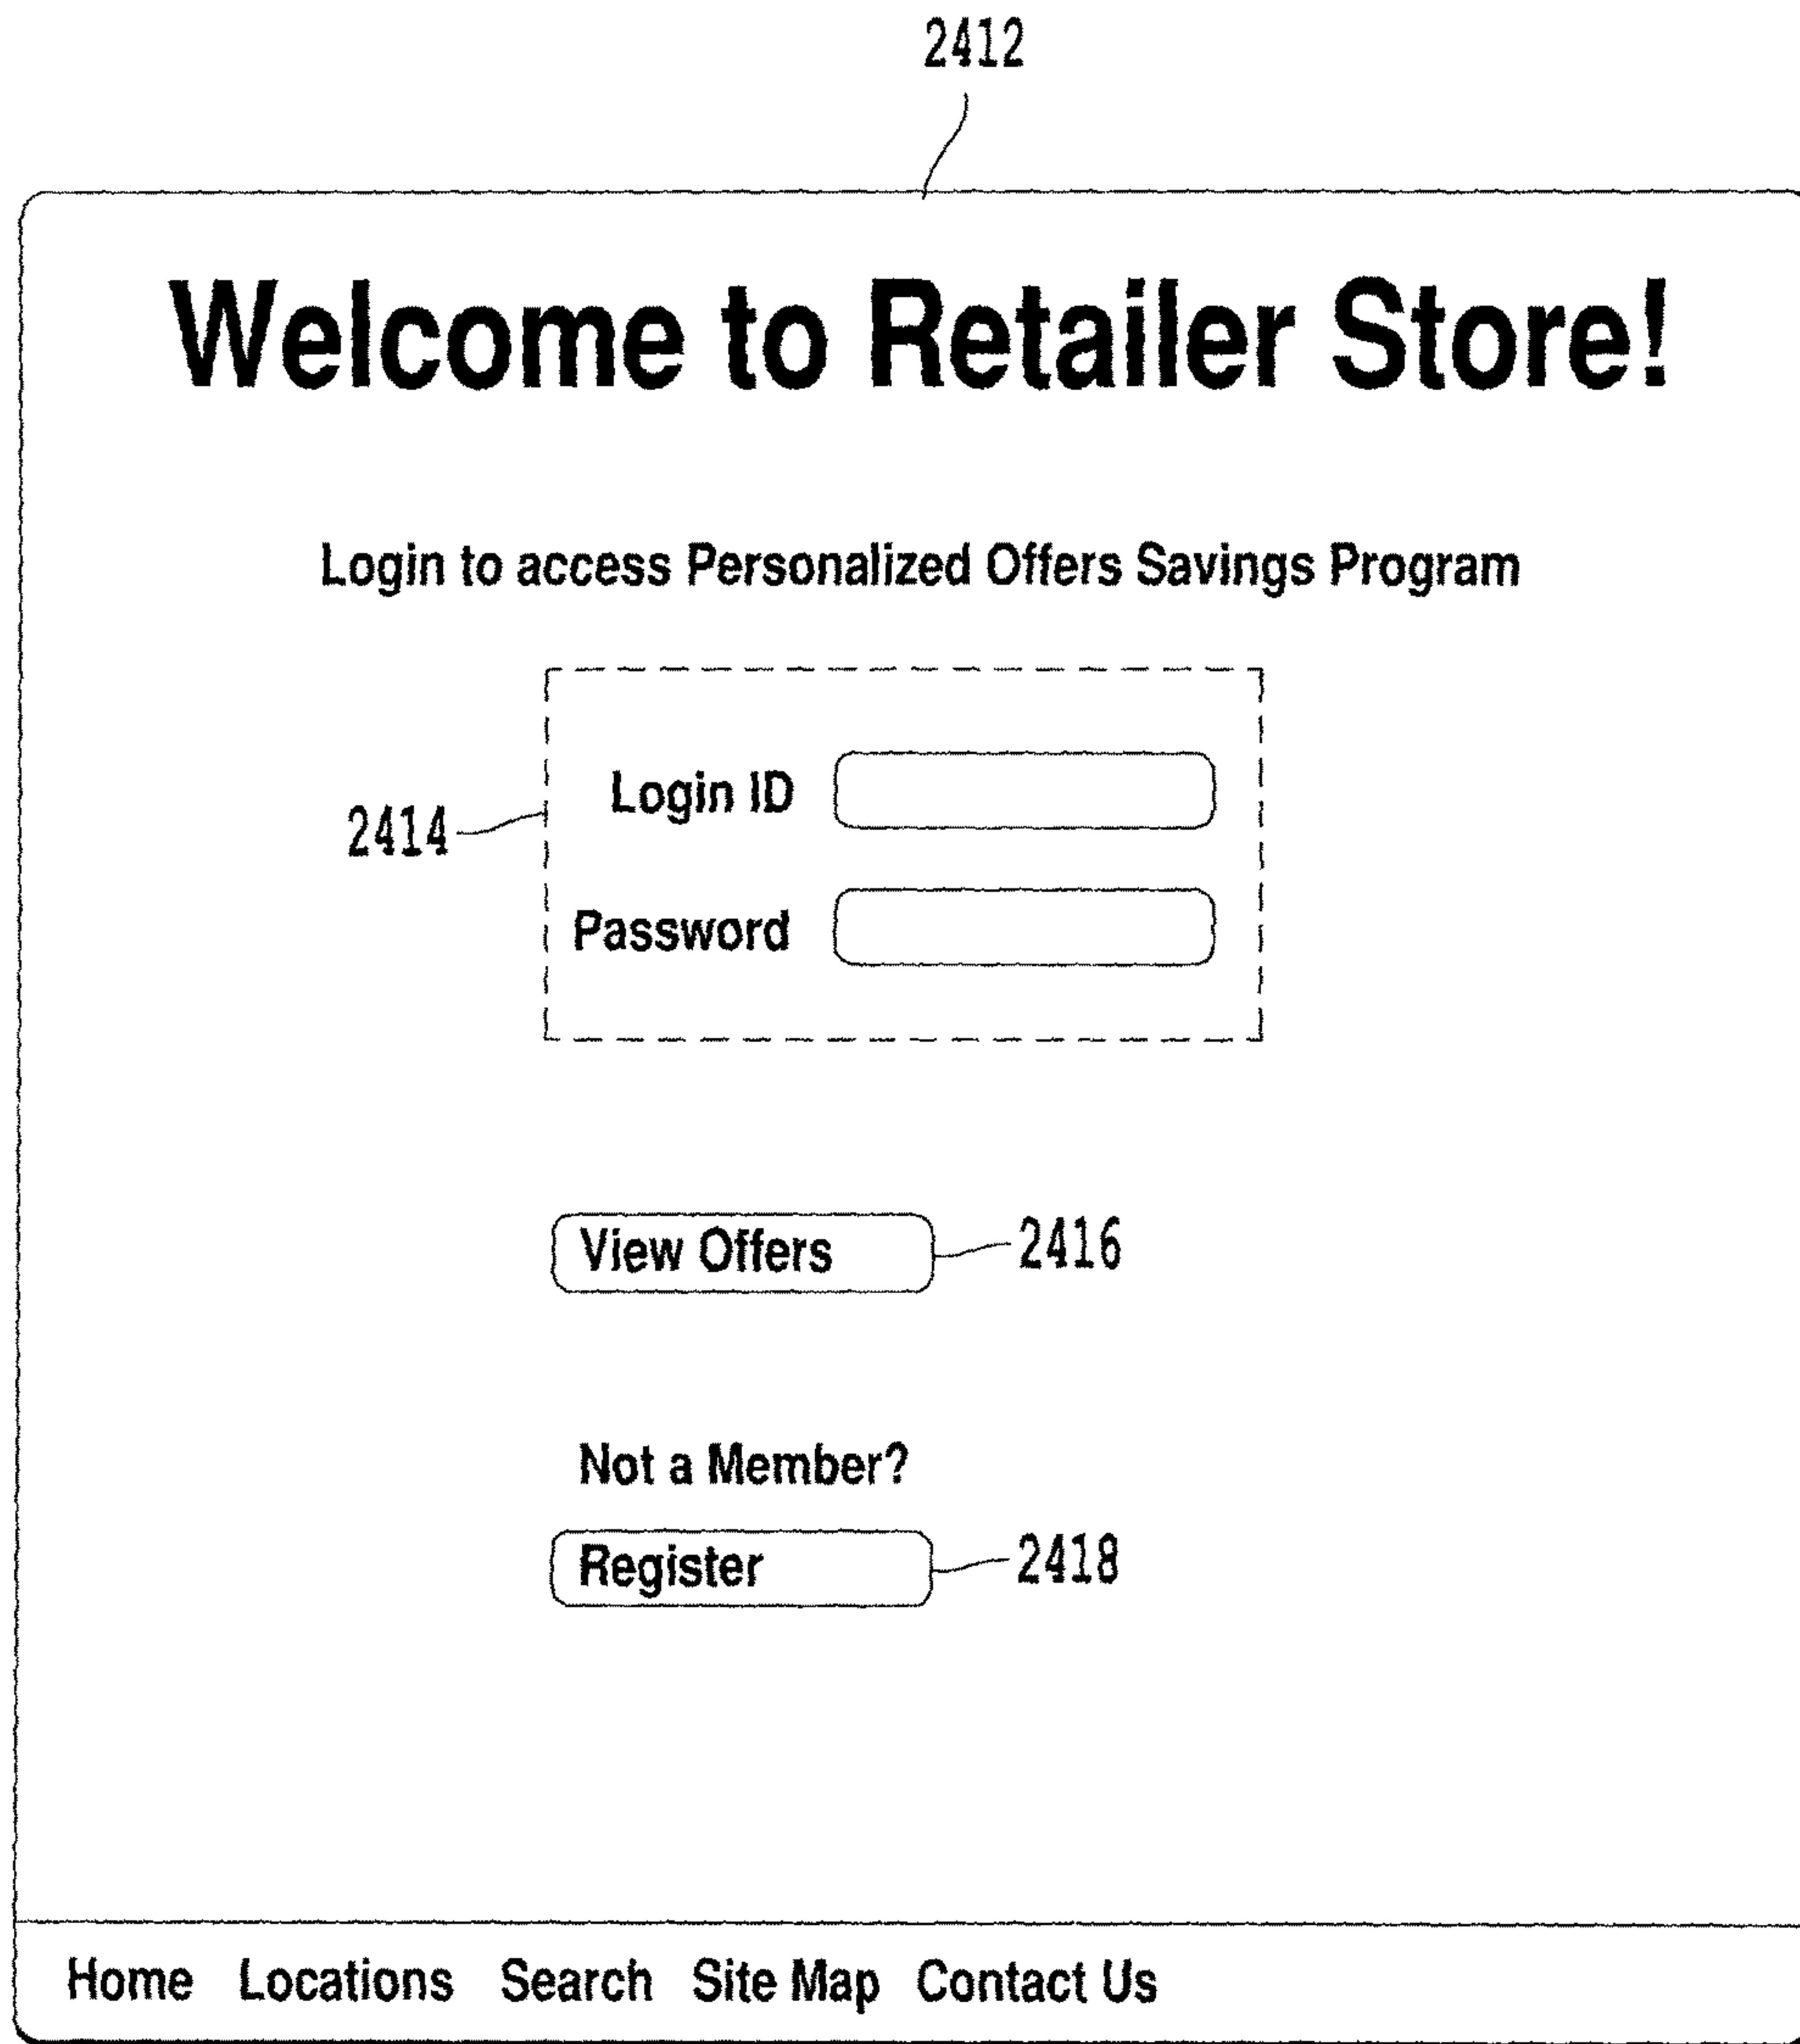 2412
Welcome to Retailer Store!
Login to access Personalized Offers Savings Program
Login ID
2414
Password
View Offers 2416
Not a Member?
Register 2418
Home Locations Search Site Map Contact Us